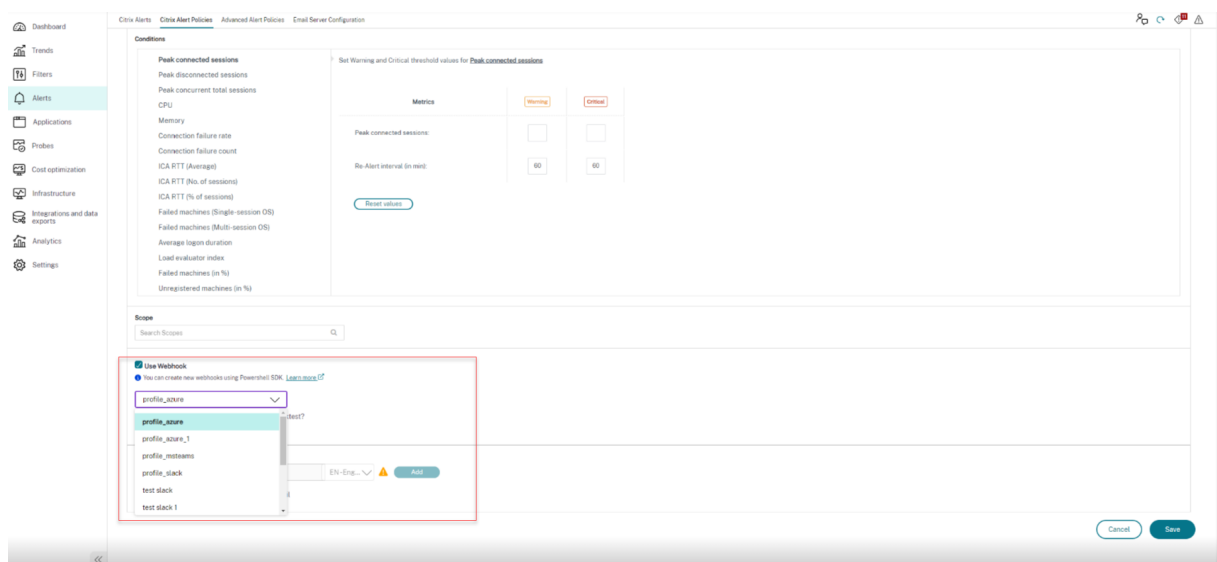 Citrix Alerts Citrix Alert Policies Advanced Alert Policies Email Server Configuration
11
Dashboard
Trends
Filters
Alerts
Applications
Probes
Cost optimization
Infrastructure
Integrations and data
exports
Analytics
Settings
Conditions
Peak connected sessions
Peak disconnected sessions
Peak concurrent total sessions
CPU
Memory
Connection failure rate
Connection failure count
ICA RTT (Average)
ICA RTT (No. of sessions)
ICA RTT (% of sessions)
Failed machines (Single-session OS)
Failed machines (Multi-session OS)
Average logon duration
Load evaluator index
Failed machines (in %)
Unregistered machines (in %)
Set Warning and Critical threshold values for Peak connected sessions
Metrics Warning Critical
Peak connected sessions:
Re-Alert interval (in min): 60 60
Reset values
Scope
Search Scopes
Use Webhook
You can create new webhooks using Powershell SDK. Learn more
profile_azure
test?
profile_azure
profile_azure_1
profile_msteams
profile_slack
test slack
test slack 1
EN-Eng... Add
Cancel Save